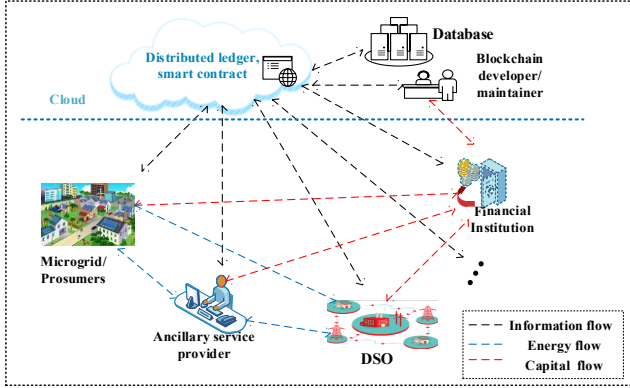 Database
Distributed ledger,
smart contract
Blockchain
developer/
maintainer
Cloud
Financial
Institution
Microgrid/
Prosumers
Ancillary service
provider
DSO
Information flow
Energy flow
Capital flow